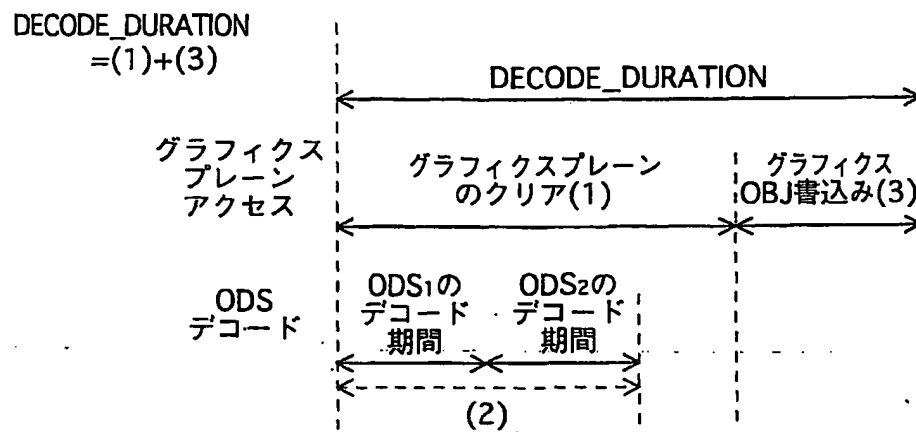 DECODE_DURATION
=(1)+(3)
DECODE_DURATION
グラフィクス
プレーン
アクセス
グラフィクスプレーン
のクリア(1)
グラフィクス
OBJ書込み(3)
ODS
デコード
ODS1の
デコード
期間
ODS2の
デコード
期間
(2)